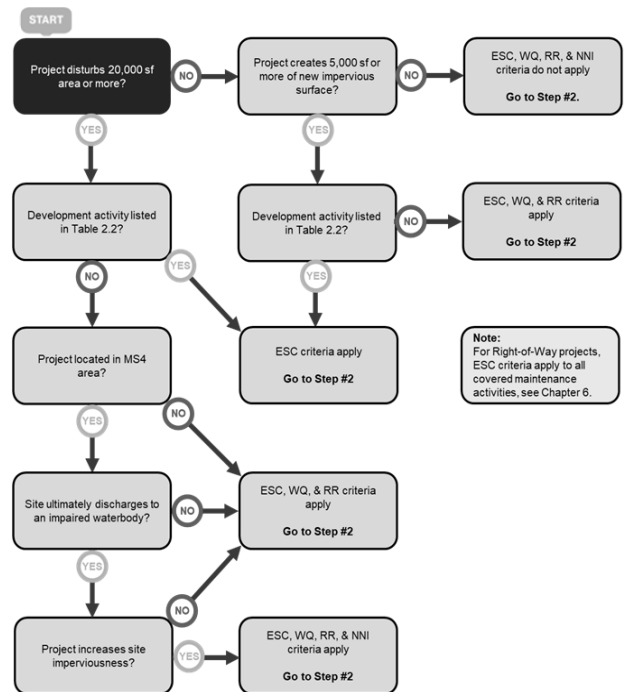 START
Project disturbs 20,000 sf
area or more?
NO
Project creates 5,000 sf or
more of new impervious
surface?
NO
ESC, WQ, RR, & NNI
criteria do not apply
Go to Step #2.
YES
YES
Development activity listed
in Table 2.2?
Development activity listed
in Table 2.2?
NO
ESC, WQ, & RR criteria
apply
Go to Step #2
NO
YES
YES
Project located in MS4
area?
ESC criteria apply
Go to Step #2
Note:
For Right-of-Way projects,
ESC criteria apply to all
covered maintenance
activities, see Chapter 6.
YES
NO
Site ultimately discharges to
an impaired waterbody?
NO
ESC, WQ, & RR criteria
apply
Go to Step #2
YES
NO
Project increases site
imperviousness?
YES
ESC, WQ, RR, & NNI
criteria apply
Go to Step #2